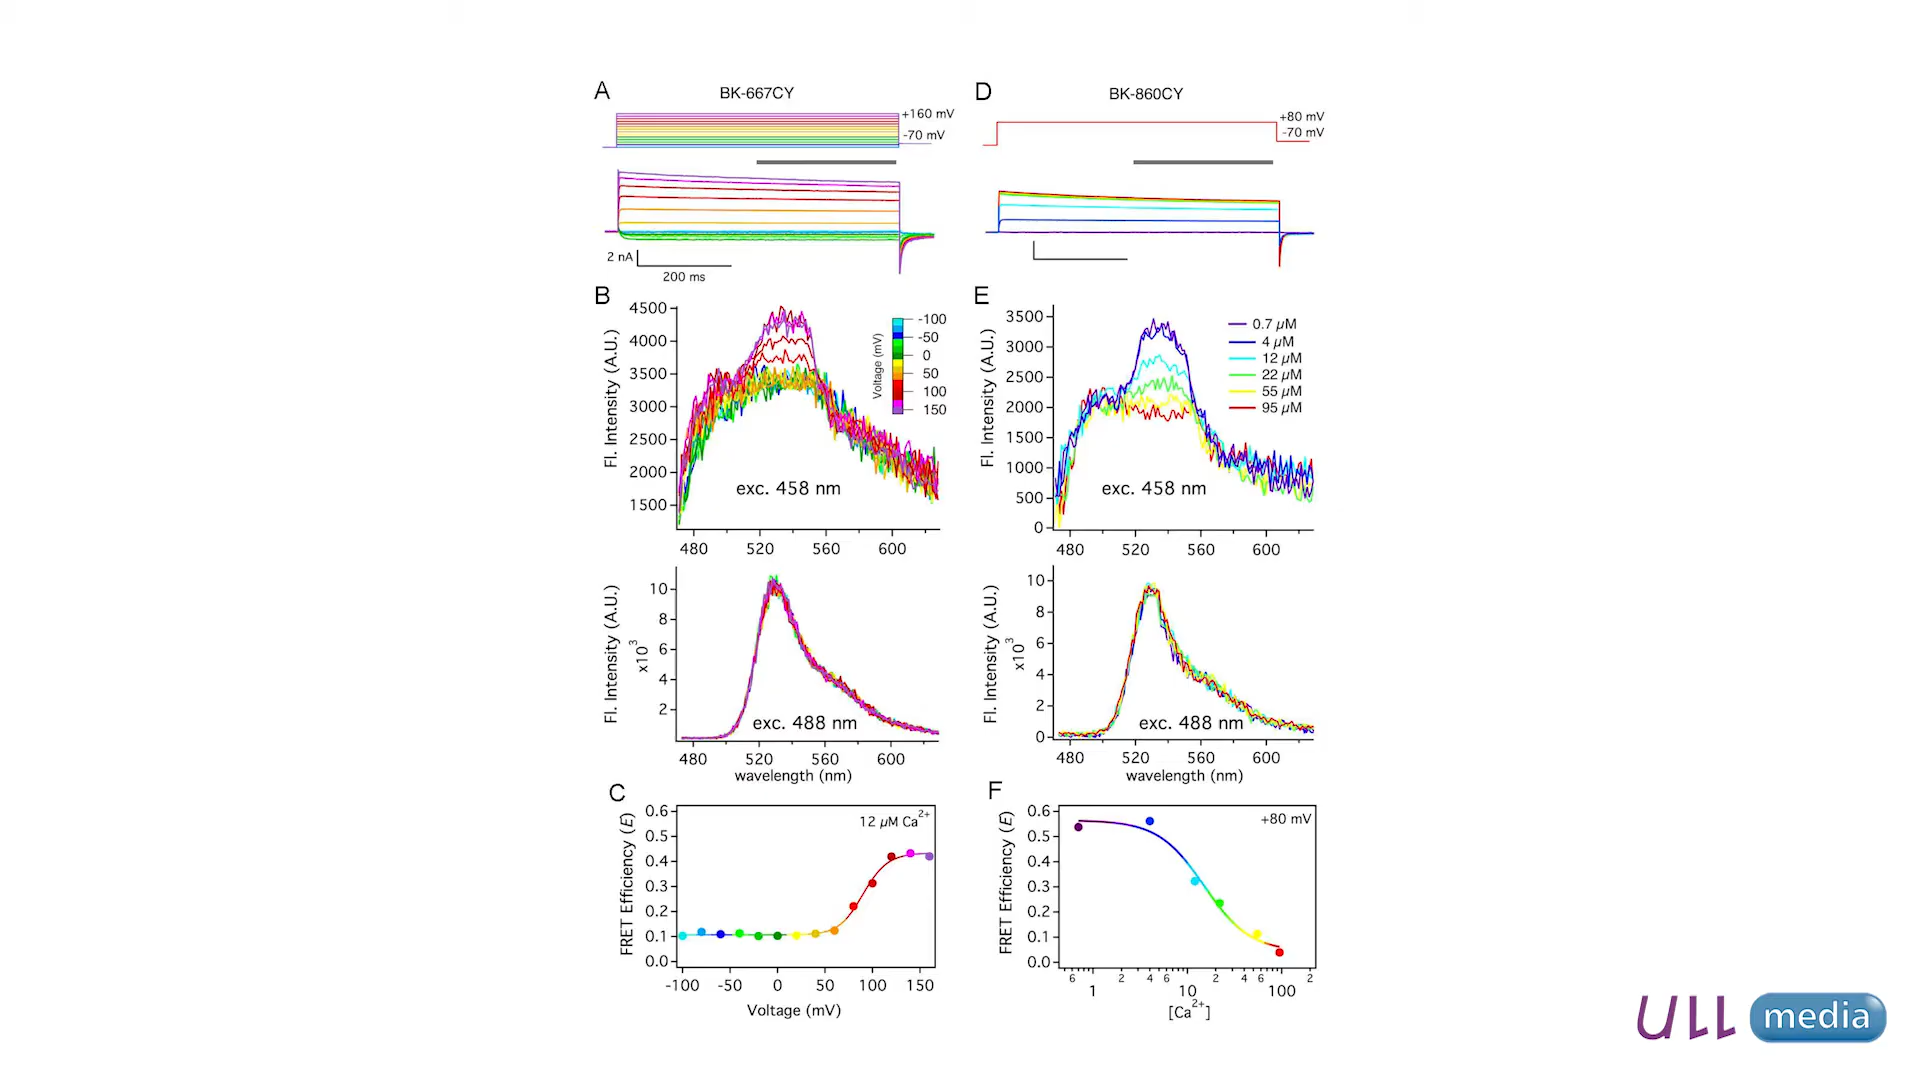 A
BK-667CY
+160 mV
-70 mV
2 nA
200 ms
B
Fl. Intensity (A.U.)
4500
4000
3500
3000
2500
2000
1500
Voltage (mV)
-100
-50
0
50
100
150
exc. 458 nm
480 520 560 600
Fl. Intensity (A.U.)
x10³
10
8
6
4
2
exc. 488 nm
480 520 560 600
wavelength (nm)
C
FRET Efficiency (E)
0.6
0.5
0.4
0.3
0.2
0.1
0.0
12 µM Ca²⁺
-100 -50 0 50 100 150
Voltage (mV)
D
BK-860CY
+80 mV
-70 mV
E
Fl. Intensity (A.U.)
3500
3000
2500
2000
1500
1000
500
0
0.7 µM
4 µM
12 µM
22 µM
55 µM
95 µM
exc. 458 nm
480 520 560 600
Fl. Intensity (A.U.)
x10³
10
8
6
4
2
0
exc. 488 nm
480 520 560 600
wavelength (nm)
F
FRET Efficiency (E)
0.6
0.5
0.4
0.3
0.2
0.1
0.0
+80 mV
6 2 4 6 2 4 6 2
1 10 100
[Ca²⁺]
ULL media